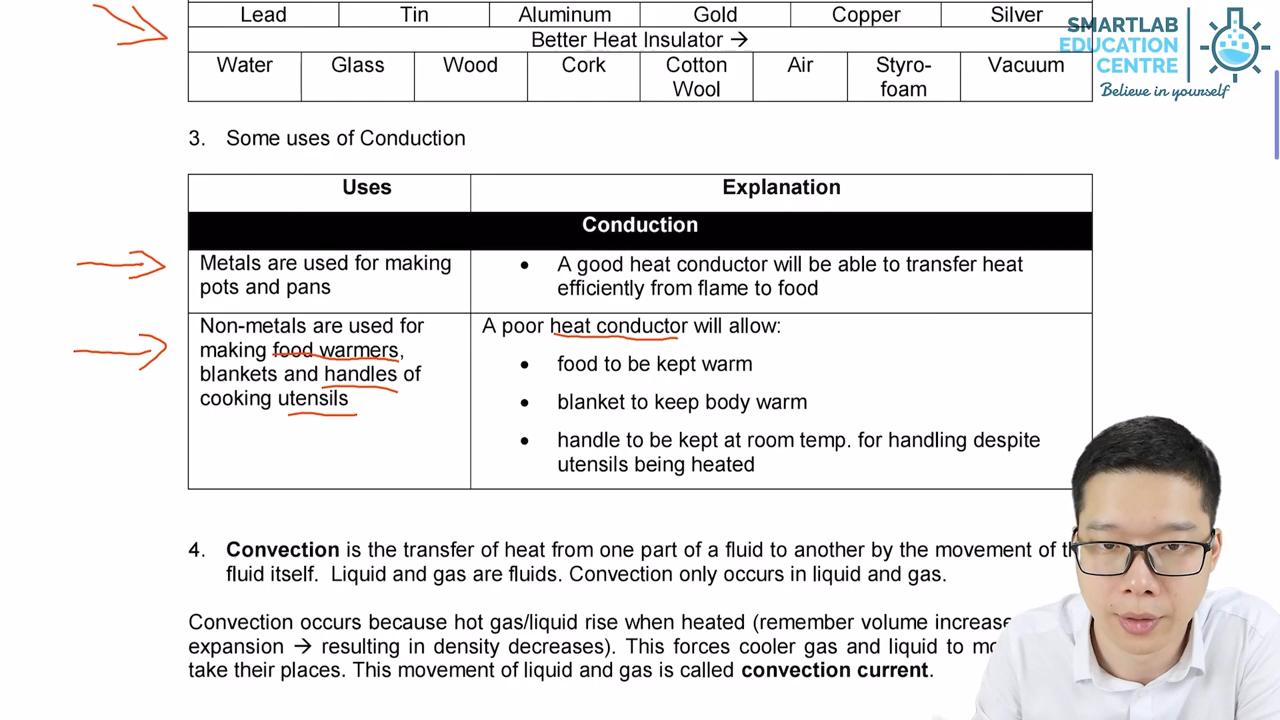 Lead Tin Aluminum Gold Copper Silver
Better Heat Insulator →
Water Glass Wood Cork Cotton Wool Air Styro-foam Vacuum
SMARTLAB
EDUCATION
CENTRE
Believe in yourself
3. Some uses of Conduction
Uses Explanation
Conduction
Metals are used for making
pots and pans
• A good heat conductor will be able to transfer heat
efficiently from flame to food
Non-metals are used for
making food warmers,
blankets and handles of
cooking utensils
A poor heat conductor will allow:
• food to be kept warm
• blanket to keep body warm
• handle to be kept at room temp. for handling despite
utensils being heated
4. Convection is the transfer of heat from one part of a fluid to another by the movement of
fluid itself. Liquid and gas are fluids. Convection only occurs in liquid and gas.
Convection occurs because hot gas/liquid rise when heated (remember volume
expansion → resulting in density decreases). This forces cooler gas and liquid to
take their places. This movement of liquid and gas is called convection current.